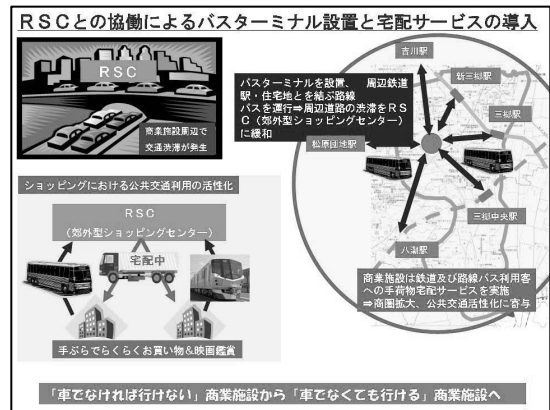 RSCとの協働によるバスターミナル設置と宅配サービスの導入
RSC
商業施設周辺で
交通渋滞が発生
バスターミナルを設置、 周辺鉄道
駅・住宅地とを結ぶ路線
バスを運行⇒周辺道路の渋滞をRS
C(郊外型ショッピングセンター)
に緩和
吉川駅
新三郷駅
三郷駅
松原団地駅
三郷中央駅
八潮駅
ショッピングにおける公共交通利用の活性化
RSC
(郊外型ショッピングセンター)
宅配中
手ぶらでらくらくお買い物&映画鑑賞
商業施設は鉄道及び路線バス利用客
への手荷物宅配サービスを実施
⇒商圏拡大、公共交通活性化に寄与
「車でなければ行けない」商業施設から「車でなくても行ける」商業施設へ